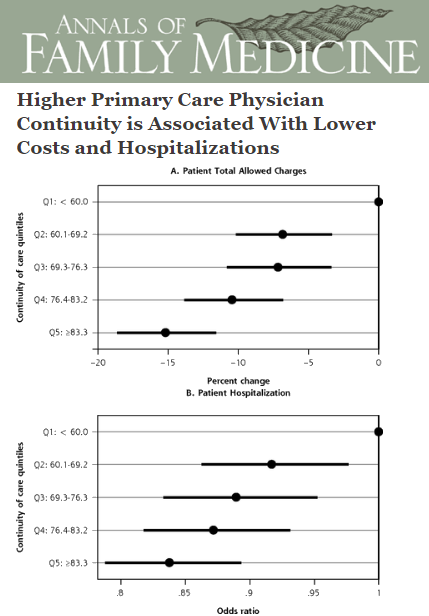 ANNALS OF
FAMILY MEDICINE
Higher Primary Care Physician
Continuity is Associated With Lower
Costs and Hospitalizations
A. Patient Total Allowed Charges
Continuity of care quintiles
Q1: < 60.0
Q2: 60.1-69.2
Q3: 69.3-76.3
Q4: 76.4-83.2
Q5: ≥83.3
-20 -15 -10 -5 0
Percent change
B. Patient Hospitalization
Continuity of care quintiles
Q1: < 60.0
Q2: 60.1-69.2
Q3: 69.3-76.3
Q4: 76.4-83.2
Q5: ≥83.3
.8 .85 .9 .95 1
Odds ratio